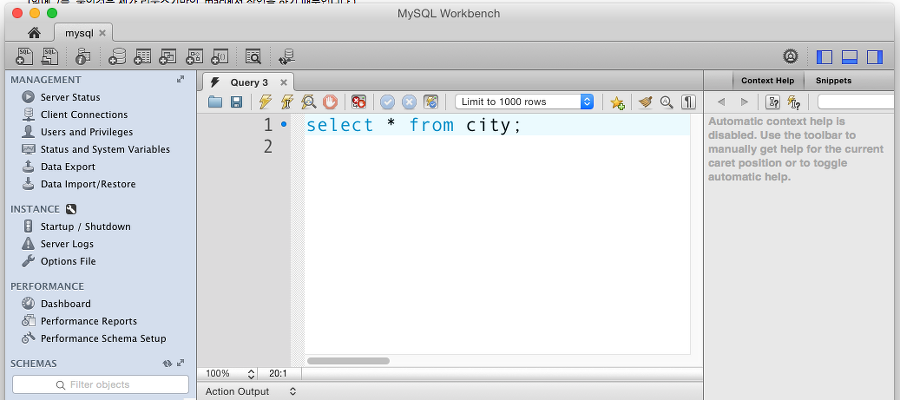 MySQL Workbench
mysql
MANAGEMENT
Server Status
Client Connections
Users and Privileges
Status and System Variables
Data Export
Data Import/Restore
INSTANCE
Startup / Shutdown
Server Logs
Options File
PERFORMANCE
Dashboard
Performance Reports
Performance Schema Setup
SCHEMAS
Filter objects
Query 3
Limit to 1000 rows
1 select * from city;
2
100% 20:1
Action Output
Context Help Snippets
Automatic context help is
disabled. Use the toolbar to
manually get help for the current
caret position or to toggle
automatic help.